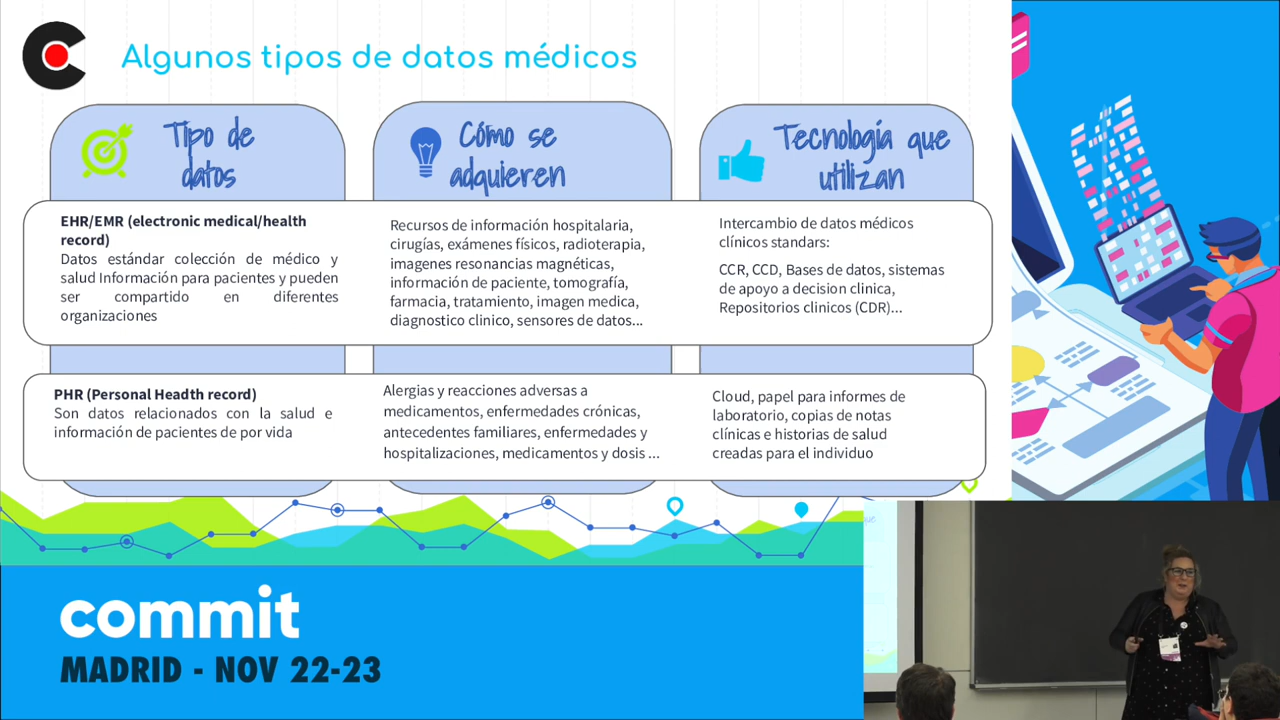 Algunos tipos de datos médicos
Tipo de
datos
Cómo se
adquieren
Tecnología que
utilizan
EHR/EMR (electronic medical/health
record)
Datos estándar colección de médico y
salud Información para pacientes y pueden
ser compartido en diferentes
organizaciones
Recursos de información hospitalaria,
cirugías, exámenes físicos, radioterapia,
imagenes resonancias magnéticas,
información de paciente, tomografía,
farmacia, tratamiento, imagen medica,
diagnostico clinico, sensores de datos...
Intercambio de datos médicos
clínicos standars:
CCR, CCD, Bases de datos, sistemas
de apoyo a decision clinica,
Repositorios clinicos (CDR)...
PHR (Personal Headth record)
Son datos relacionados con la salud e
información de pacientes de por vida
Alergias y reacciones adversas a
medicamentos, enfermedades crónicas,
antecedentes familiares, enfermedades y
hospitalizaciones, medicamentos y dosis ...
Cloud, papel para informes de
laboratorio, copias de notas
clínicas e historias de salud
creadas para el individuo
commit
MADRID - NOV 22-23